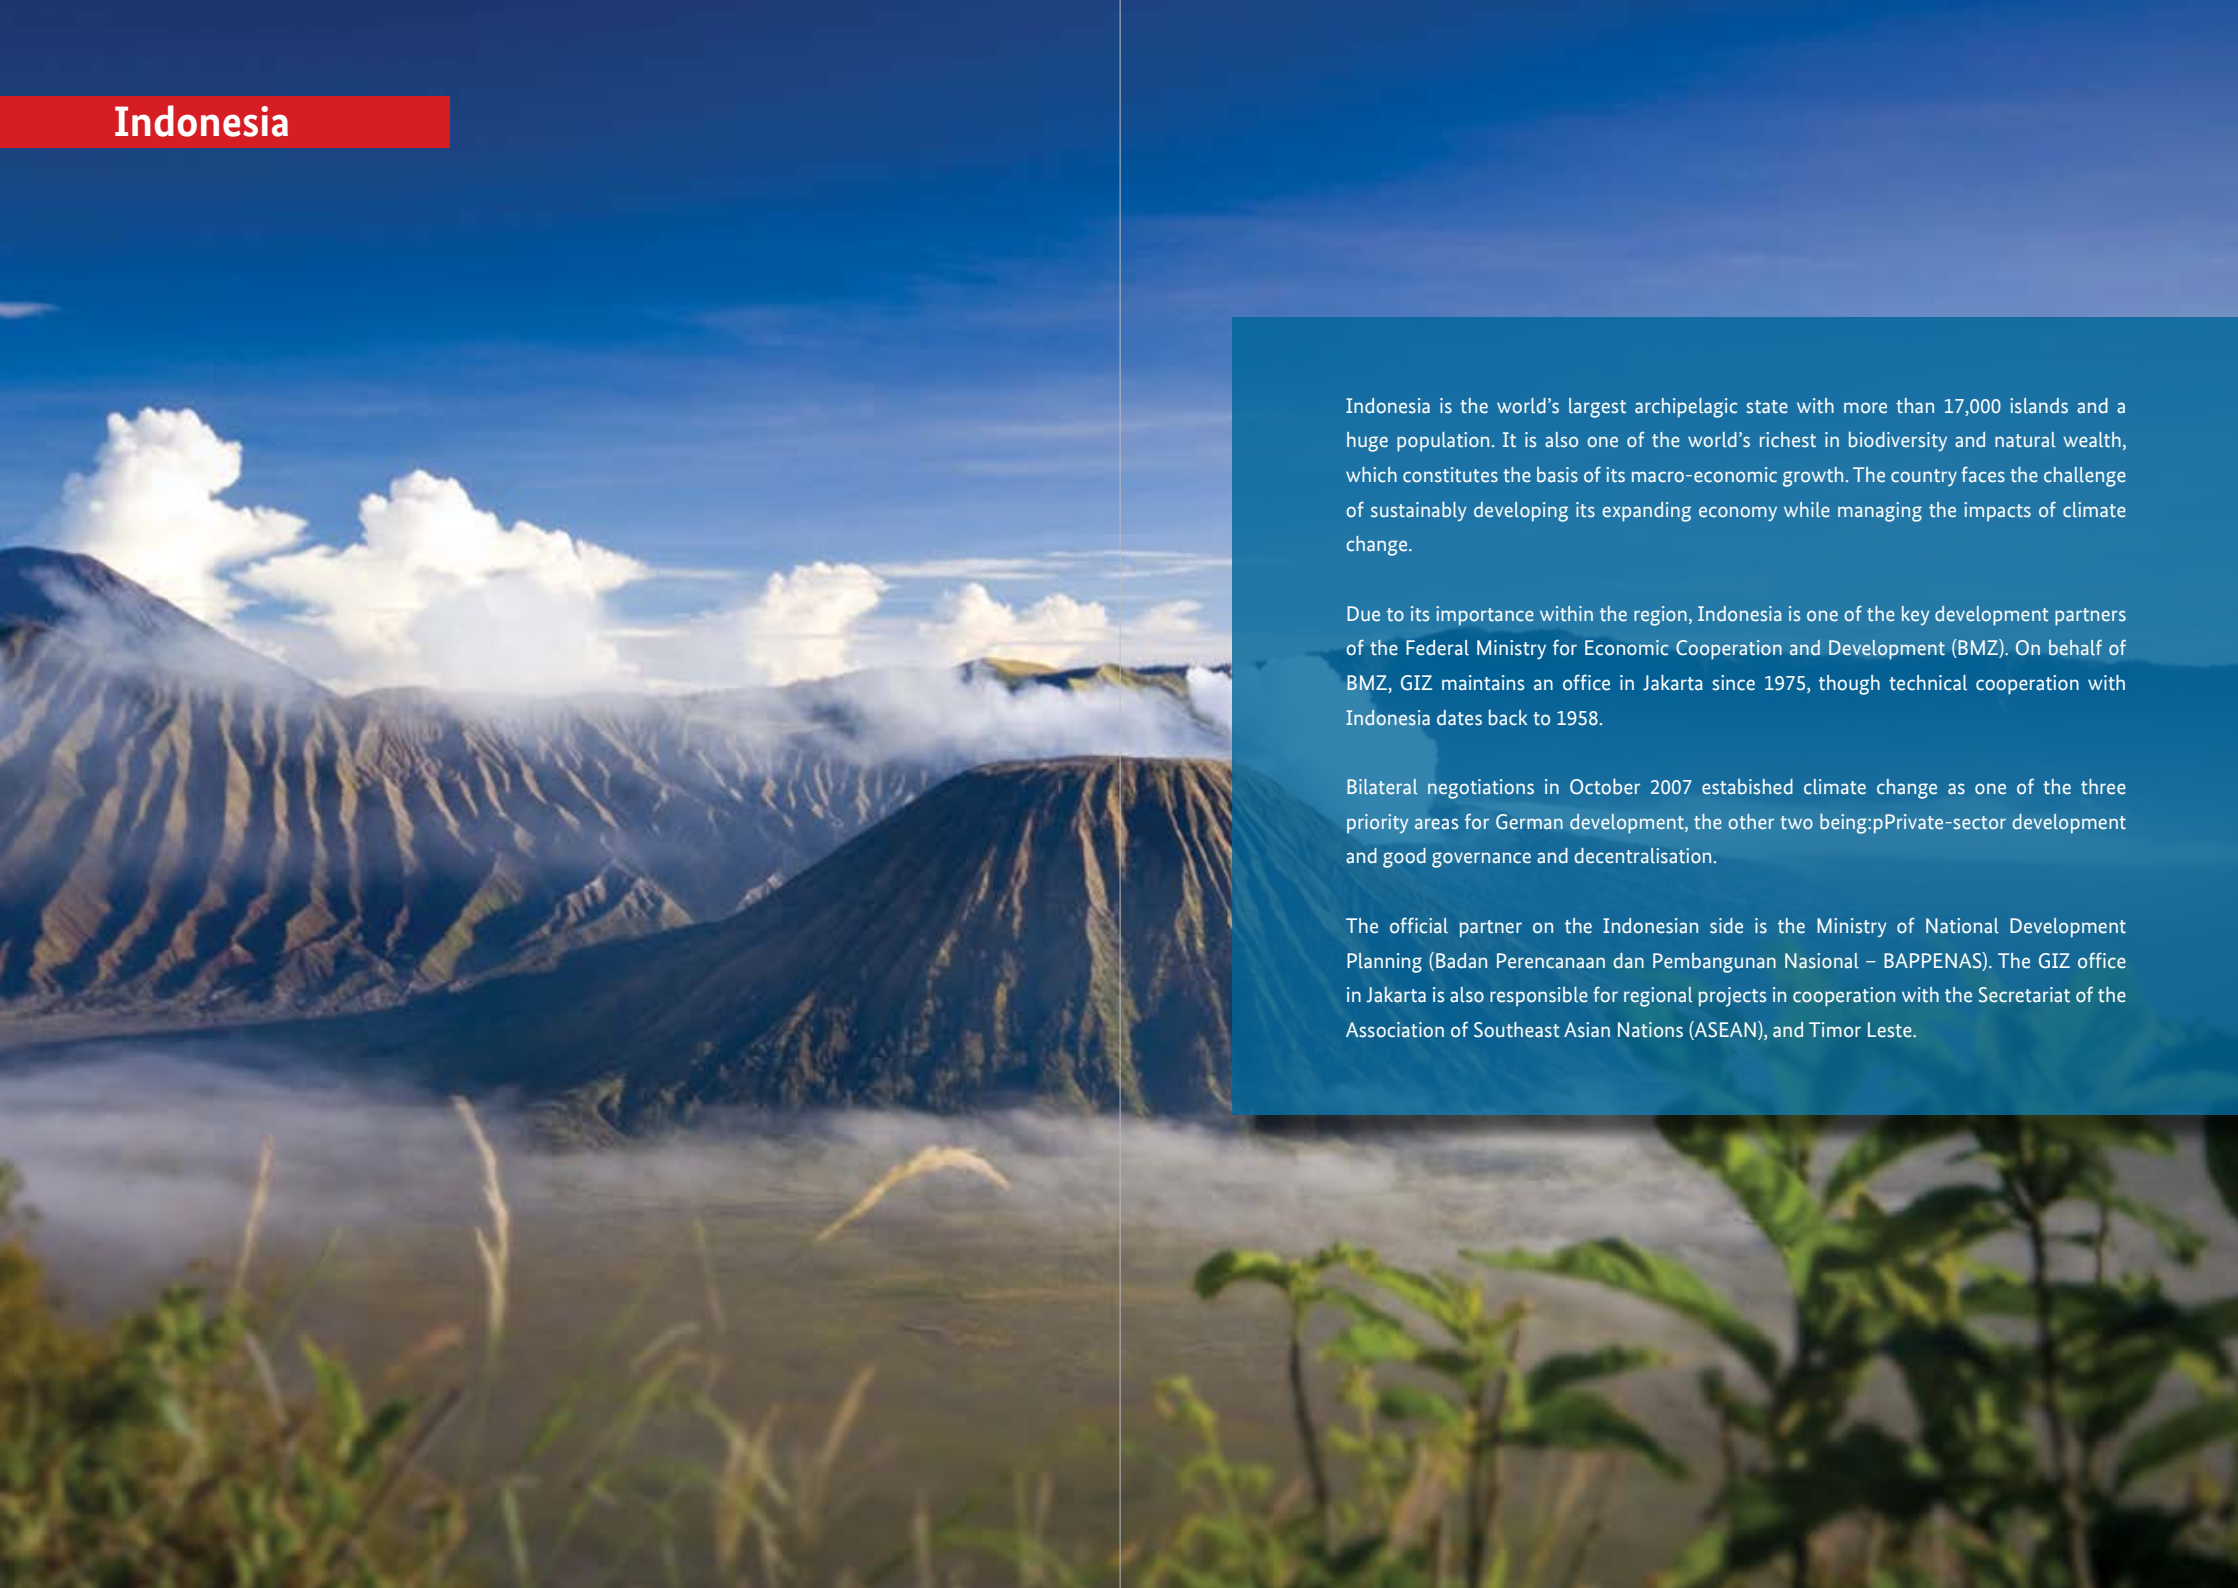 Indonesia
Indonesia is the world’s largest archipelagic state with more than 17,000 islands and a
huge population. It is also one of the world’s richest in biodiversity and natural wealth,
which constitutes the basis of its macro-economic growth. The country faces the challenge
of sustainably developing its expanding economy while managing the impacts of climate
change.
Due to its importance within the region, Indonesia is one of the key development partners
of the Federal Ministry for Economic Cooperation and Development (BMZ). On behalf of
BMZ, GIZ maintains an office in Jakarta since 1975, though technical cooperation with
Indonesia dates back to 1958.
Bilateral negotiations in October 2007 estabished climate change as one of the three
priority areas for German development, the other two being:pPrivate-sector development
and good governance and decentralisation.
The official partner on the Indonesian side is the Ministry of National Development
Planning (Badan Perencanaan dan Pembangunan Nasional – BAPPENAS). The GIZ office
in Jakarta is also responsible for regional projects in cooperation with the Secretariat of the
Association of Southeast Asian Nations (ASEAN), and Timor Leste.